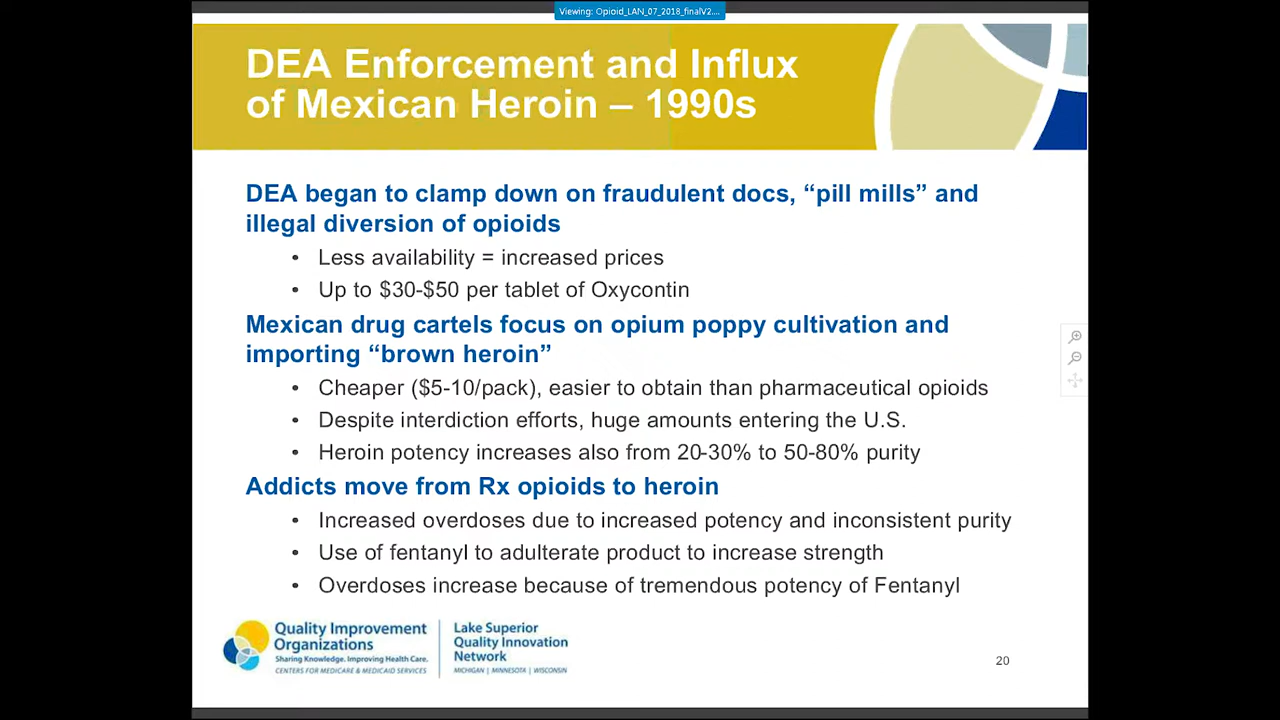 Viewing: Opioid_LAN_07_2018_finalV2....
DEA Enforcement and Influx
of Mexican Heroin – 1990s
DEA began to clamp down on fraudulent docs, “pill mills” and
illegal diversion of opioids
• Less availability = increased prices
• Up to $30-$50 per tablet of Oxycontin
Mexican drug cartels focus on opium poppy cultivation and
importing “brown heroin”
• Cheaper ($5-10/pack), easier to obtain than pharmaceutical opioids
• Despite interdiction efforts, huge amounts entering the U.S.
• Heroin potency increases also from 20-30% to 50-80% purity
Addicts move from Rx opioids to heroin
• Increased overdoses due to increased potency and inconsistent purity
• Use of fentanyl to adulterate product to increase strength
• Overdoses increase because of tremendous potency of Fentanyl
Quality Improvement
Organizations
Sharing Knowledge. Improving Health Care.
CENTERS FOR MEDICARE & MEDICAID SERVICES
Lake Superior
Quality Innovation
Network
MICHIGAN | MINNESOTA | WISCONSIN
20